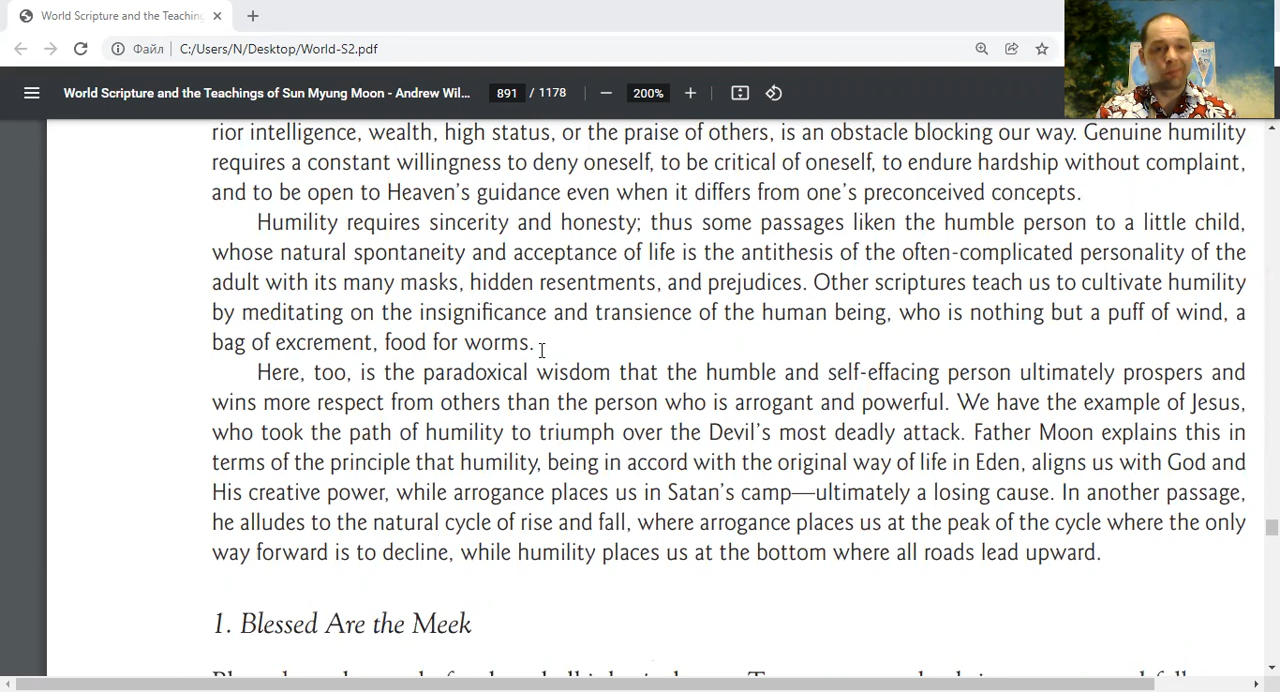 World Scripture and the Teaching
Файл C:/Users/N/Desktop/World-S2.pdf
World Scripture and the Teachings of Sun Myung Moon - Andrew Wil... 891 / 1178 200%
rior intelligence, wealth, high status, or the praise of others, is an obstacle blocking our way. Genuine humility
requires a constant willingness to deny oneself, to be critical of oneself, to endure hardship without complaint,
and to be open to Heaven's guidance even when it differs from one's preconceived concepts.
Humility requires sincerity and honesty; thus some passages liken the humble person to a little child,
whose natural spontaneity and acceptance of life is the antithesis of the often-complicated personality of the
adult with its many masks, hidden resentments, and prejudices. Other scriptures teach us to cultivate humility
by meditating on the insignificance and transience of the human being, who is nothing but a puff of wind, a
bag of excrement, food for worms.
Here, too, is the paradoxical wisdom that the humble and self-effacing person ultimately prospers and
wins more respect from others than the person who is arrogant and powerful. We have the example of Jesus,
who took the path of humility to triumph over the Devil's most deadly attack. Father Moon explains this in
terms of the principle that humility, being in accord with the original way of life in Eden, aligns us with God and
His creative power, while arrogance places us in Satan's camp—ultimately a losing cause. In another passage,
he alludes to the natural cycle of rise and fall, where arrogance places us at the peak of the cycle where the only
way forward is to decline, while humility places us at the bottom where all roads lead upward.
1. Blessed Are the Meek